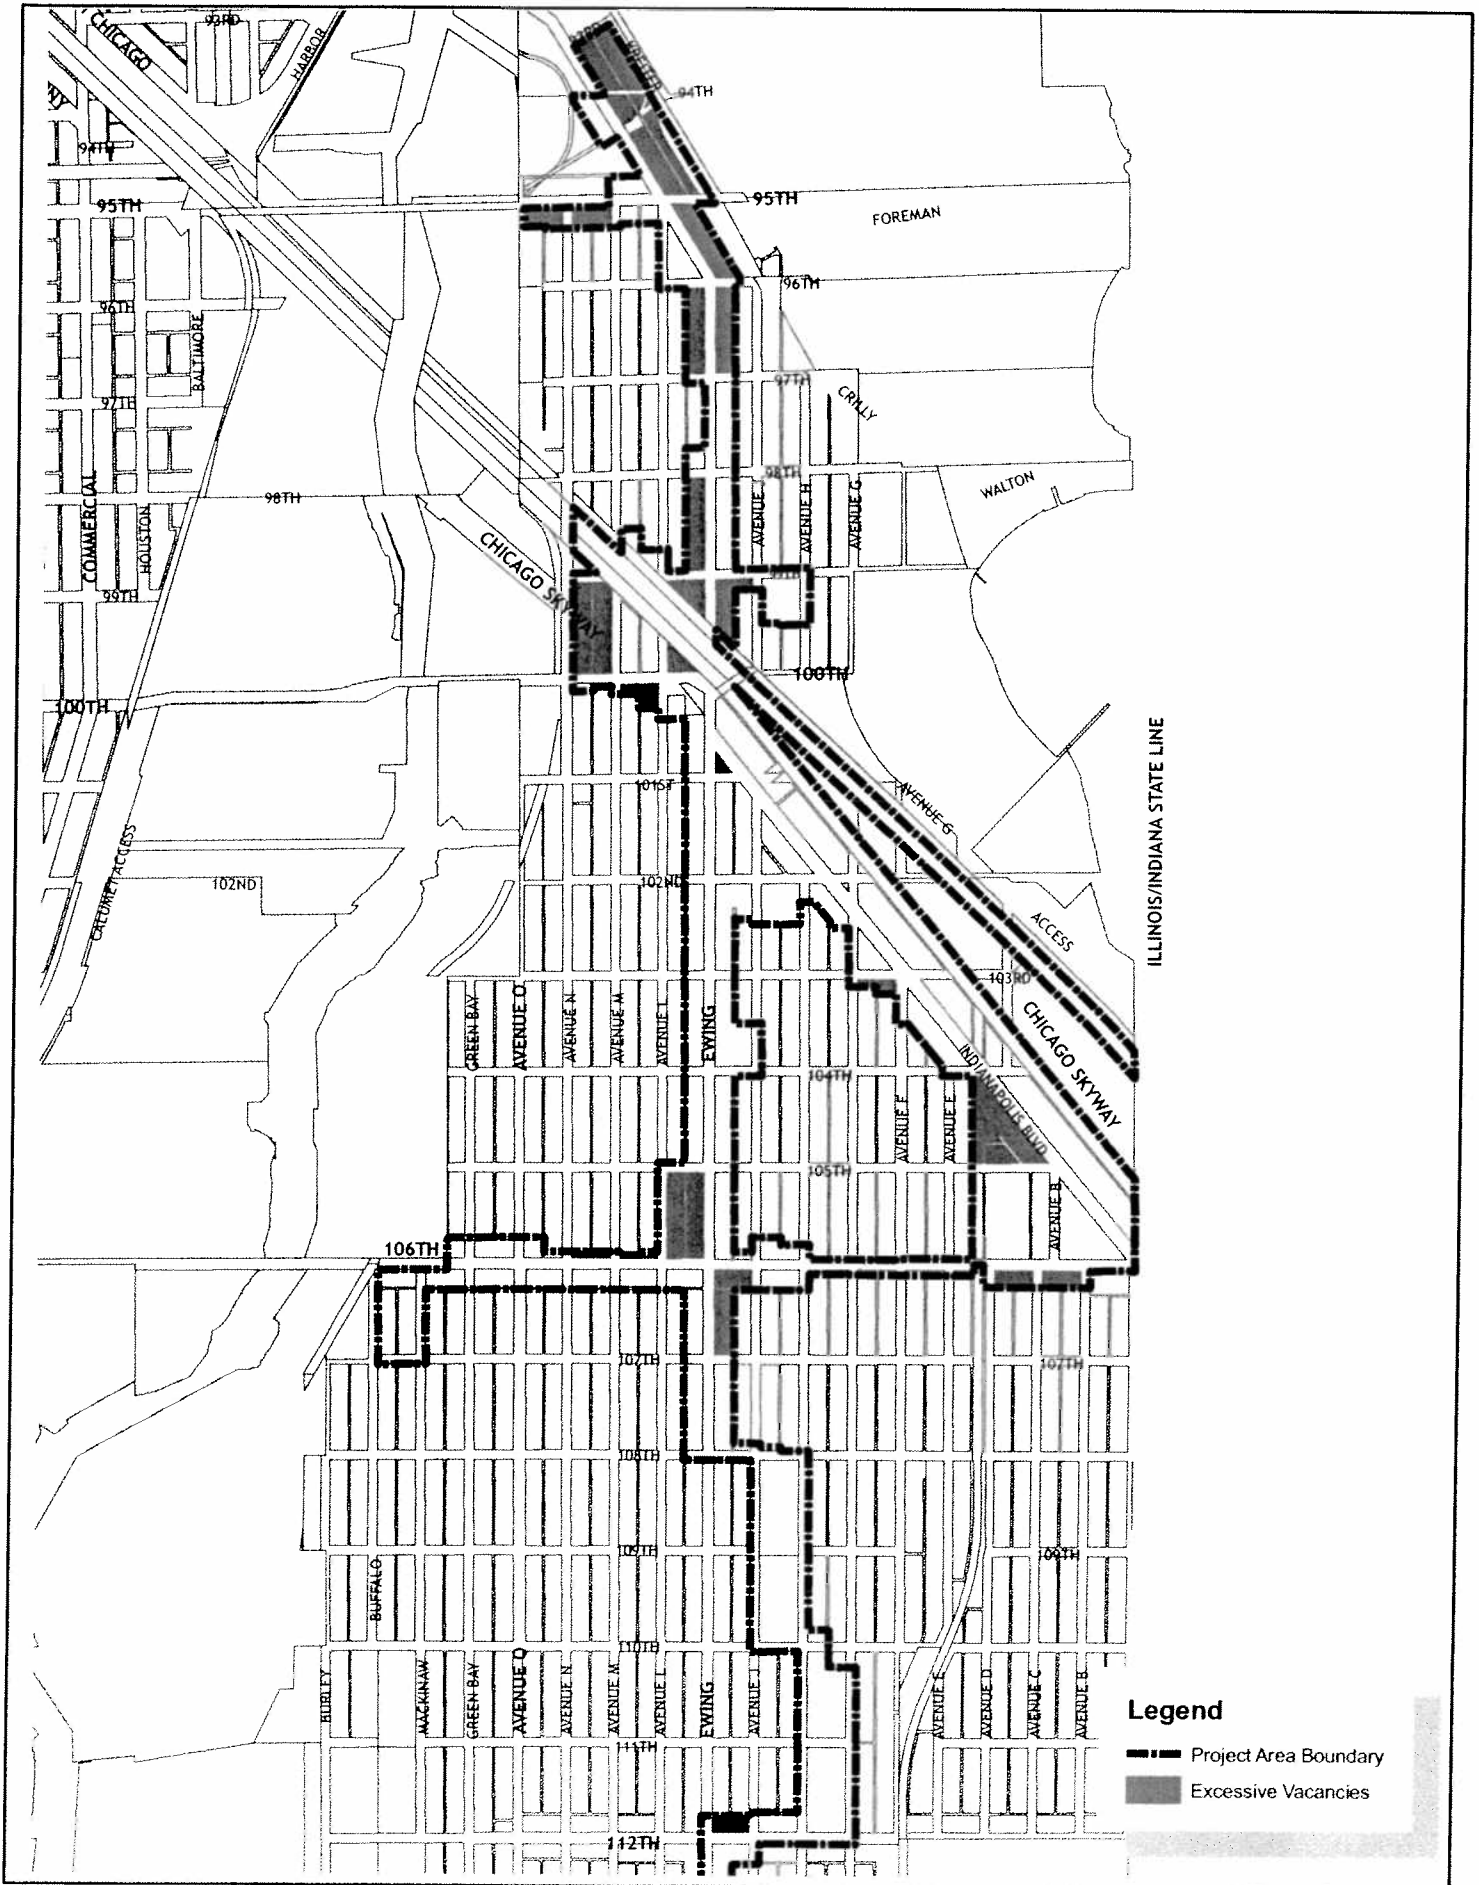 93RD
CHICAGO
HARBOR
94TH
94TH
95TH
95TH
FOREMAN
96TH
96TH
BALTIMORE
97TH
97TH
CRILLY
98TH
98TH
WALTON
COMMERCIAL
HOUSTON
CHICAGO SKYWAY
AVENUE H
AVENUE G
99TH
99TH
100TH
100TH
ILLINOIS/INDIANA STATE LINE
101ST
AVENUE G
CALUMET ACCESS
102ND
102ND
ACCESS
103RD
CHICAGO SKYWAY
GREEN BAY
AVENUE O
AVENUE N
AVENUE M
AVENUE L
EWING
INDIANAPOLIS BLVD
104TH
AVENUE F
AVENUE E
105TH
AVENUE B
106TH
107TH
107TH
108TH
109TH
109TH
BUFFALO
110TH
BURLEY
MACKINAW
GREEN BAY
AVENUE O
AVENUE N
AVENUE M
AVENUE L
EWING
AVENUE J
AVENUE E
AVENUE D
AVENUE C
AVENUE B
111TH
112TH
Legend
Project Area Boundary
Excessive Vacancies